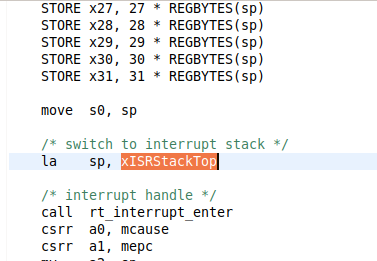 STORE x27, 27 * REGBYTES(sp)
STORE x28, 28 * REGBYTES(sp)
STORE x29, 29 * REGBYTES(sp)
STORE x30, 30 * REGBYTES(sp)
STORE x31, 31 * REGBYTES(sp)
move s0, sp
/* switch to interrupt stack */
la sp, xISRStackTop
/* interrupt handle */
call rt_interrupt_enter
csrr a0, mcause
csrr a1, mepc